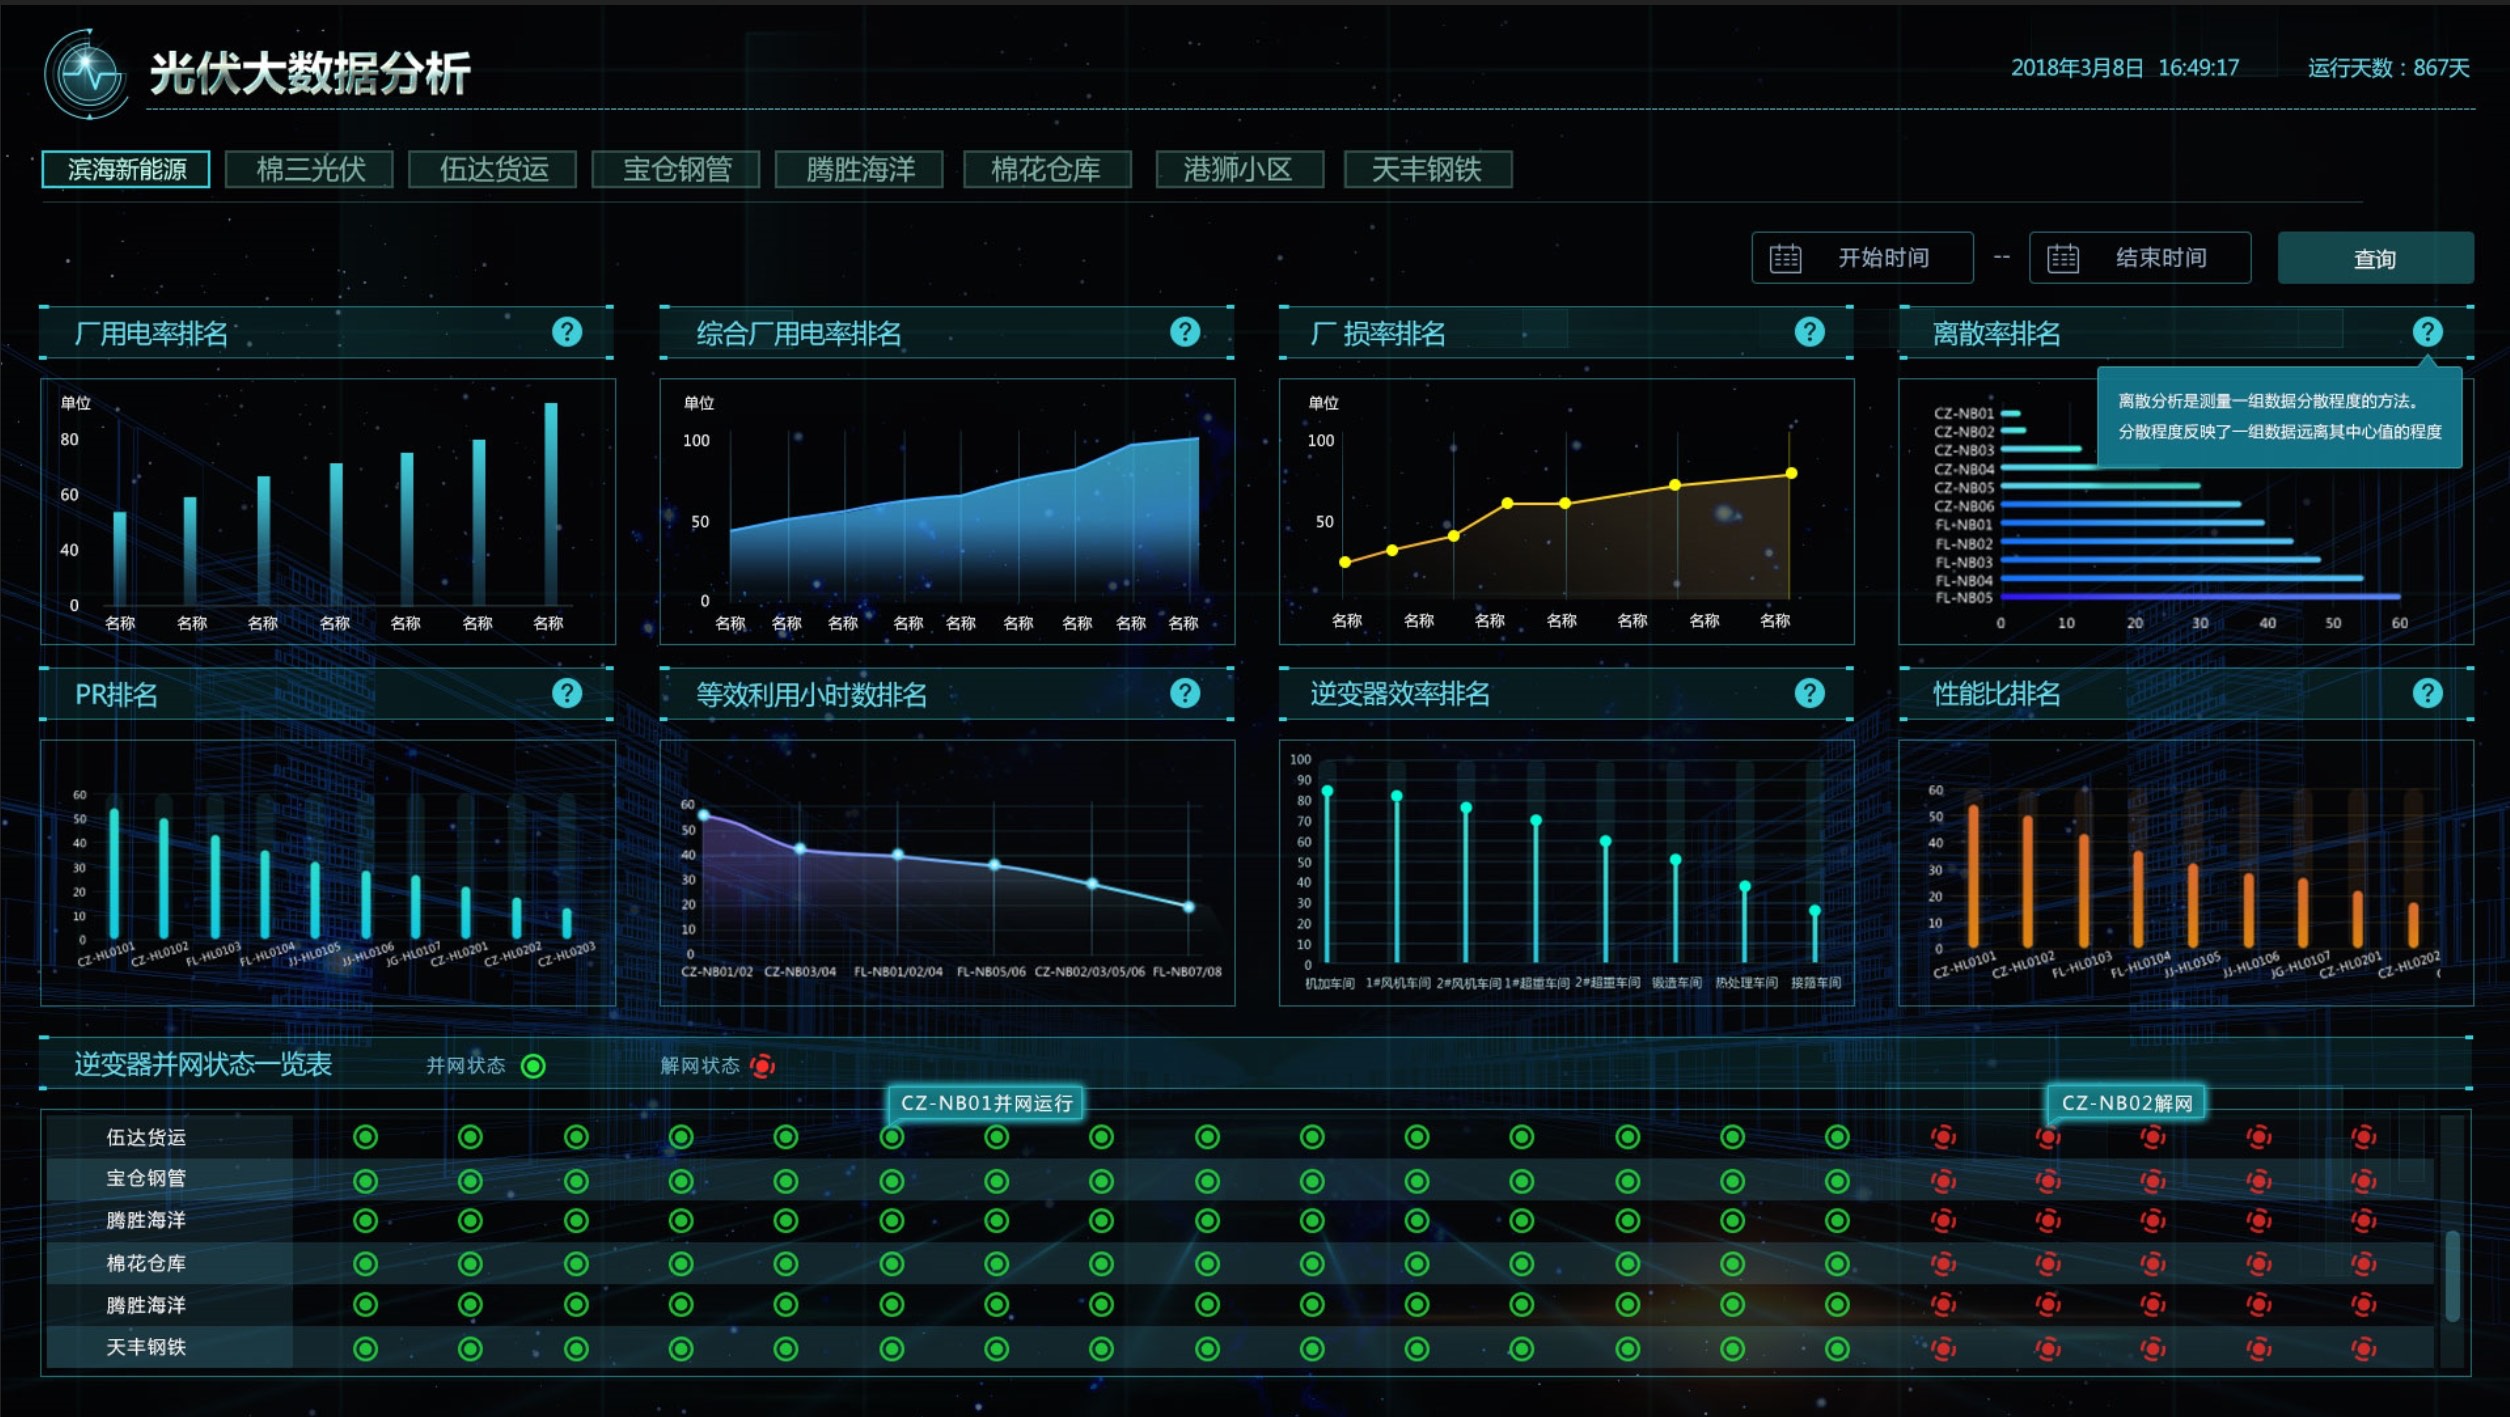 光伏大数据分析
2018年3月8日 16:49:17 运行天数：867天
滨海新能源 棉三光伏 伍达货运 宝仓钢管 腾胜海洋 棉花仓库 港狮小区 天丰钢铁
开始时间 -- 结束时间 查询
厂用电率排名 ?
单位
80
60
40
0
名称 名称 名称 名称 名称 名称 名称
综合厂用电率排名 ?
单位
100
50
0
名称 名称 名称 名称 名称 名称 名称 名称 名称
厂 损率排名 ?
单位
100
50
名称 名称 名称 名称 名称 名称 名称
离散率排名 ?
离散分析是测量一组数据分散程度的方法。
分散程度反映了一组数据远离其中心值的程度
CZ-NB01
CZ-NB02
CZ-NB03
CZ-NB04
CZ-NB05
CZ-NB06
FL-NB01
FL-NB02
FL-NB03
FL-NB04
FL-NB05
0 10 20 30 40 50 60
PR排名 ?
60
50
40
30
20
10
0
CZ-HL0101 CZ-HL0102 FL-HL0103 FL-HL0104 JJ-HL0105 JJ-HL0106 JG-HL0107 CZ-HL0201 CZ-HL0202 CZ-HL0203
等效利用小时数排名 ?
60
50
40
30
20
10
0
CZ-NB01/02 CZ-NB03/04 FL-NB01/02/04 FL-NB05/06 CZ-NB02/03/05/06 FL-NB07/08
逆变器效率排名 ?
100
90
80
70
60
50
40
30
20
10
0
机加车间 1#风机车间 2#风机车间 1#超重车间 2#超重车间 锻造车间 热处理车间 接箍车间
性能比排名 ?
60
50
40
30
20
10
0
CZ-HL0101 CZ-HL0102 FL-HL0103 FL-HL0104 JJ-HL0105 JJ-HL0106 JG-HL0107 CZ-HL0201 CZ-HL0202
逆变器并网状态一览表 并网状态 解网状态
CZ-NB01并网运行 CZ-NB02解网
伍达货运
宝仓钢管
腾胜海洋
棉花仓库
腾胜海洋
天丰钢铁